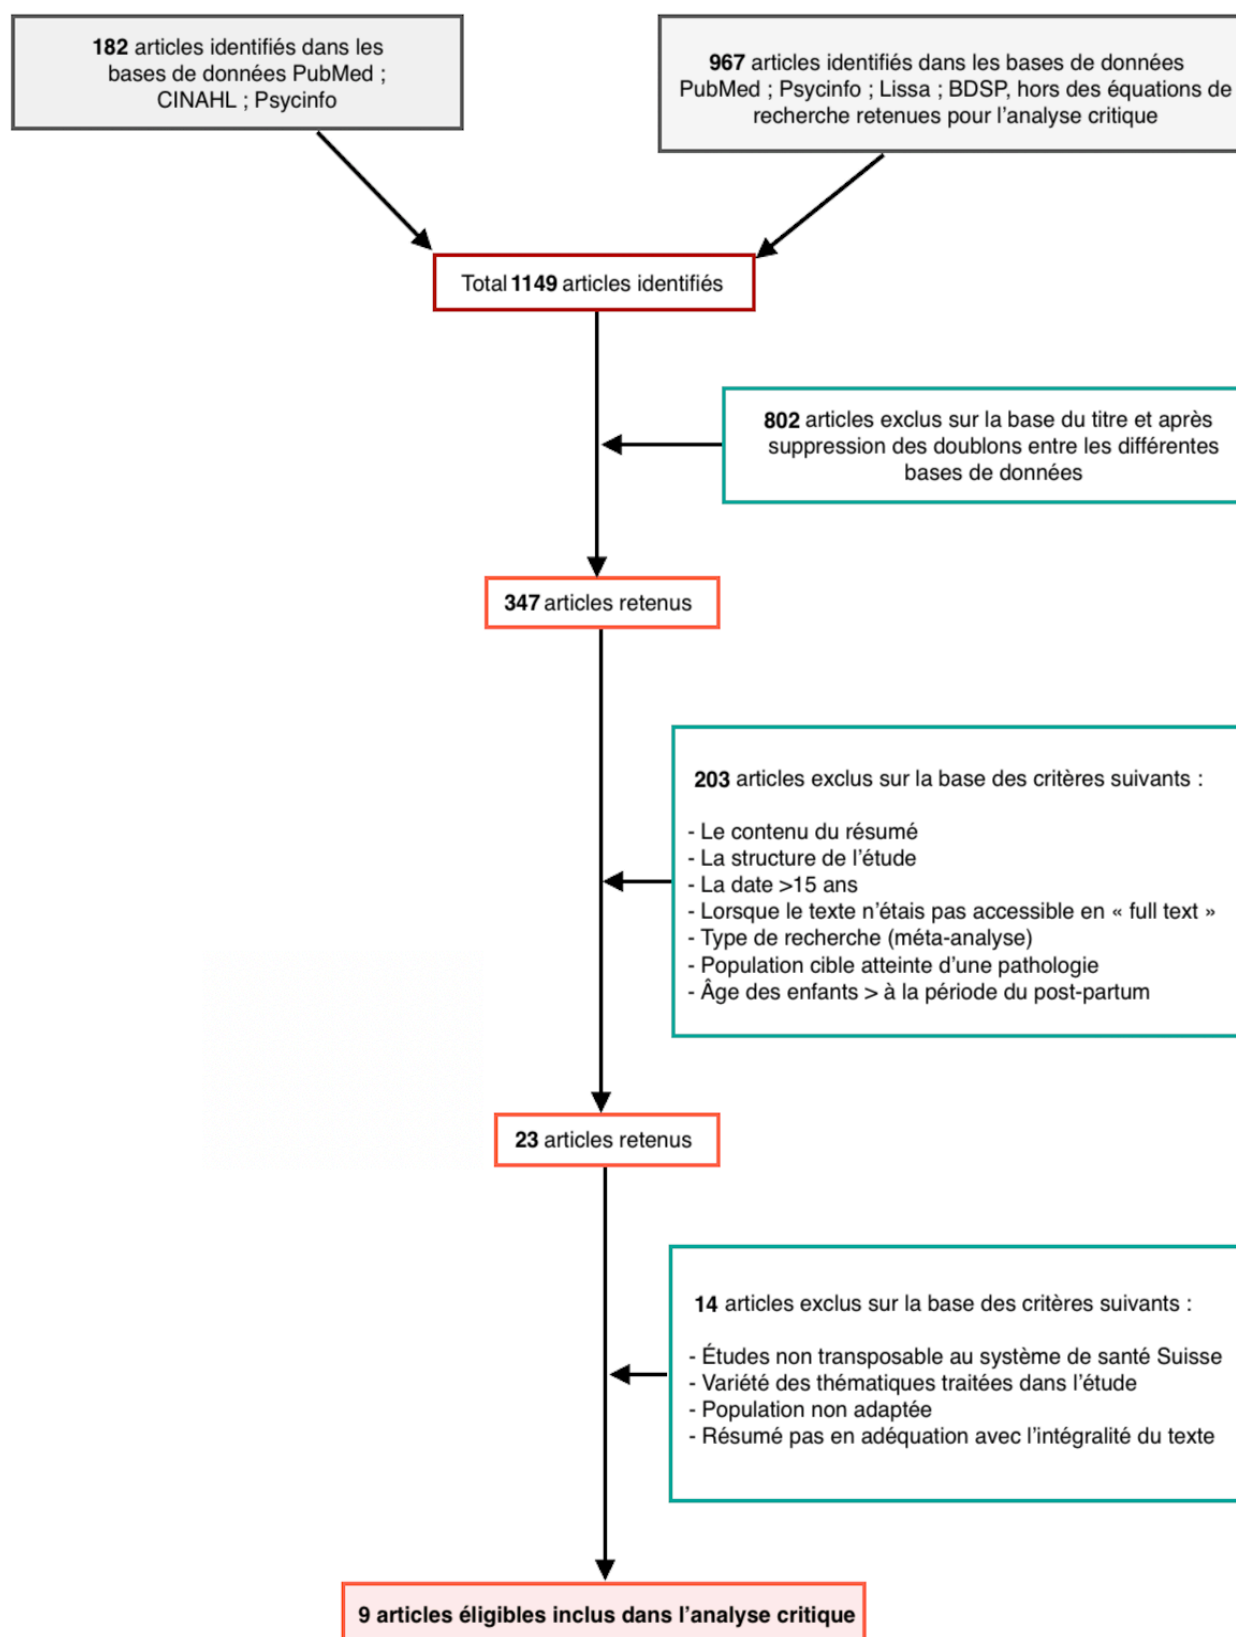 182 articles identifiés dans les
bases de données PubMed ;
CINAHL ; Psycinfo
967 articles identifiés dans les bases de données
PubMed ; Psycinfo ; Lissa ; BDSP, hors des équations de
recherche retenues pour l'analyse critique
Total 1149 articles identifiés
802 articles exclus sur la base du titre et après
suppression des doublons entre les différentes
bases de données
347 articles retenus
203 articles exclus sur la base des critères suivants :
- Le contenu du résumé
- La structure de l'étude
- La date >15 ans
- Lorsque le texte n'étais pas accessible en « full text »
- Type de recherche (méta-analyse)
- Population cible atteinte d'une pathologie
- Âge des enfants > à la période du post-partum
23 articles retenus
14 articles exclus sur la base des critères suivants :
- Études non transposable au système de santé Suisse
- Variété des thématiques traitées dans l'étude
- Population non adaptée
- Résumé pas en adéquation avec l'intégralité du texte
9 articles éligibles inclus dans l'analyse critique